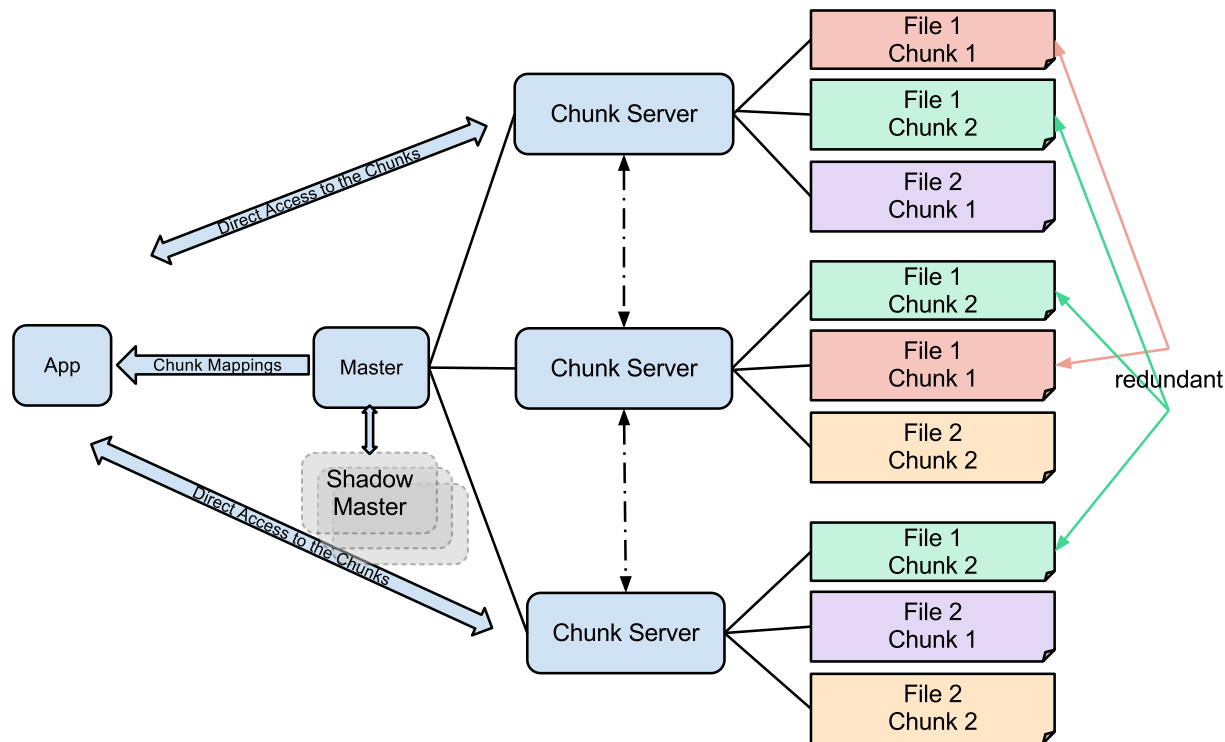 File 1
Chunk 1
File 1
Chunk 2
File 2
Chunk 1
Chunk Server
Direct Access to the Chunks
File 1
Chunk 2
File 1
Chunk 1
File 2
Chunk 2
redundant
App
Chunk Mappings
Master
Chunk Server
Shadow
Master
Direct Access to the Chunks
File 1
Chunk 2
File 2
Chunk 1
File 2
Chunk 2
Chunk Server